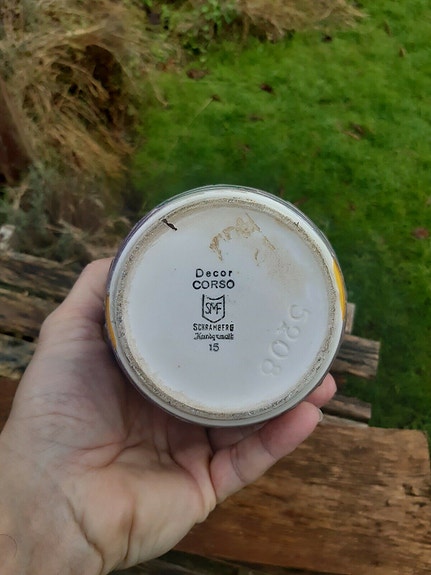 Decor
CORSO
SMF
SCHRAMBERG
Handgemalt
15
5208